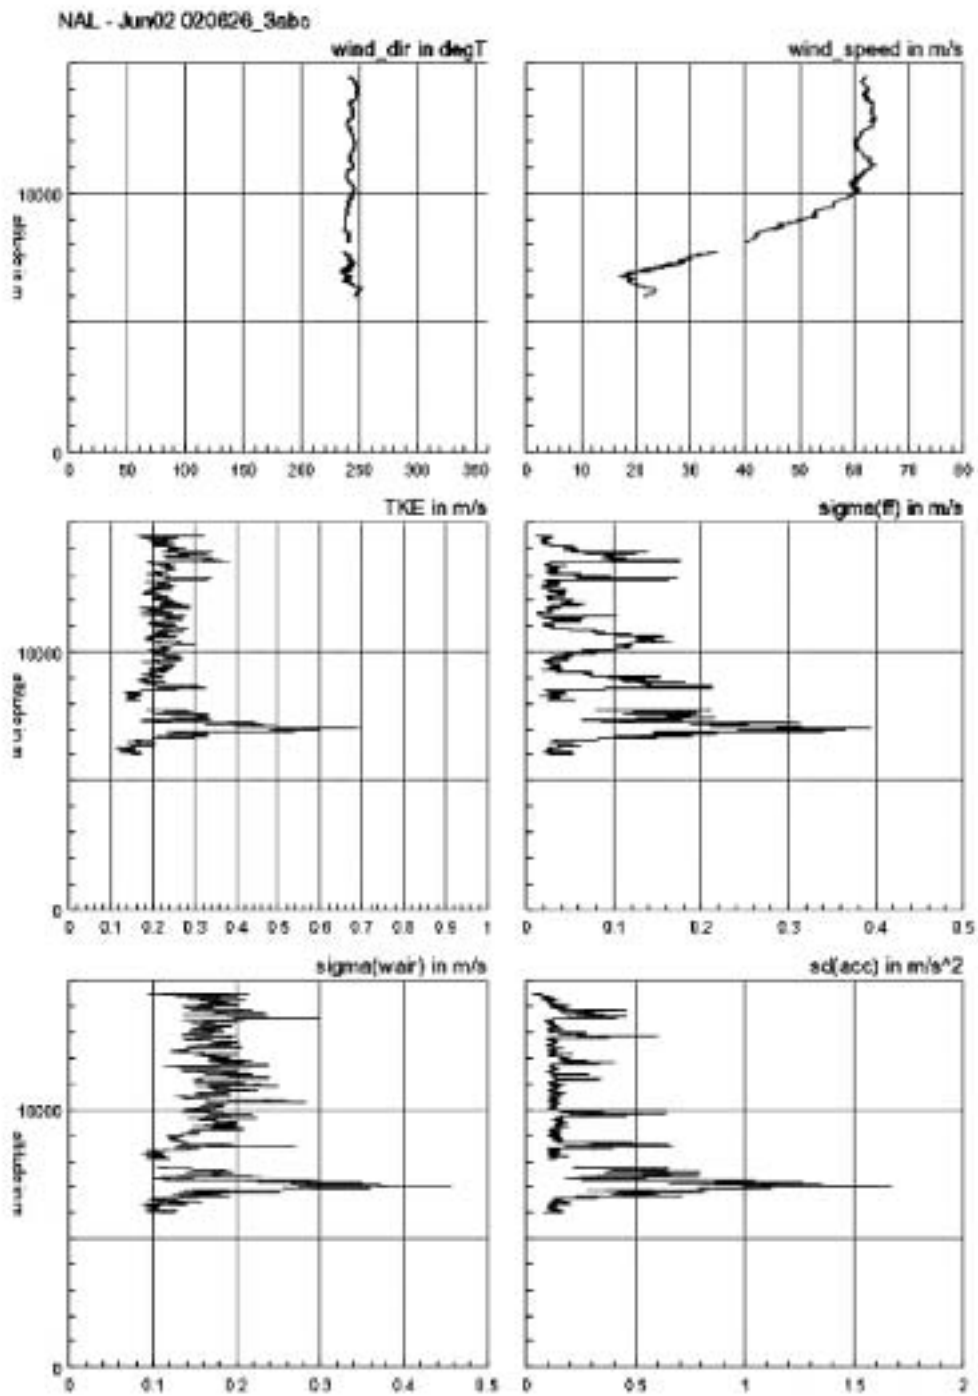 NAL - Jun02 020626_3abc
wind_dir in degT
wind_speed in m/s
10000
altitude in m
0
0 50 100 150 200 250 300 350
0 10 20 30 40 50 60 70 80
TKE in m/s
sigma(ff) in m/s
10000
altitude in m
0
0 0.1 0.2 0.3 0.4 0.5 0.6 0.7 0.8 0.9 1
0 0.1 0.2 0.3 0.4 0.5
sigma(wair) in m/s
sd(acc) in m/s^2
10000
altitude in m
0
0 0.1 0.2 0.3 0.4 0.5
0 0.5 1 1.5 2